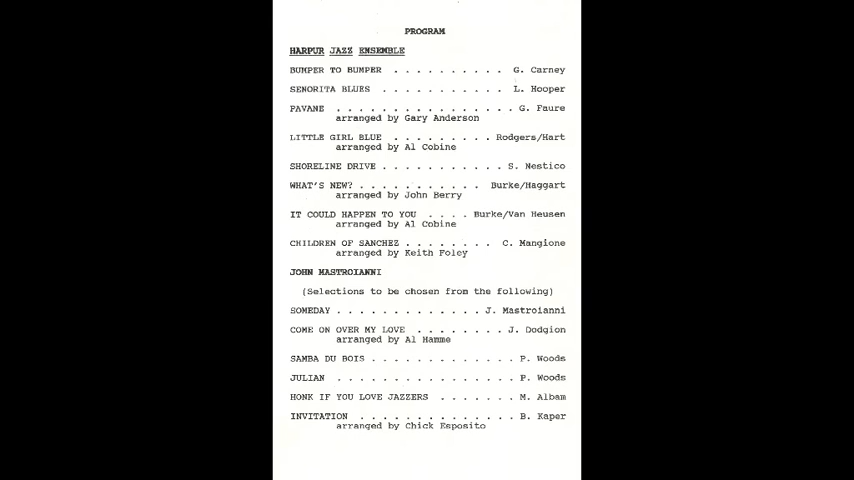 PROGRAM
HARPUR JAZZ ENSEMBLE
BUMPER TO BUMPER . . . . . . . . . . G. Carney
SENORITA BLUES . . . . . . . . . . . L. Hooper
PAVANE . . . . . . . . . . . . . . . . G. Faure
arranged by Gary Anderson
LITTLE GIRL BLUE . . . . . . . . . Rodgers/Hart
arranged by Al Cobine
SHORELINE DRIVE . . . . . . . . . . . S. Nestico
WHAT'S NEW? . . . . . . . . . . . Burke/Haggart
arranged by John Berry
IT COULD HAPPEN TO YOU . . . . Burke/Van Heusen
arranged by Al Cobine
CHILDREN OF SANCHEZ . . . . . . . . C. Mangione
arranged by Keith Foley
JOHN MASTROIANNI
(Selections to be chosen from the following)
SOMEDAY . . . . . . . . . . . . . J. Mastroianni
COME ON OVER MY LOVE . . . . . . . . J. Dodgion
arranged by Al Hamme
SAMBA DU BOIS . . . . . . . . . . . . . P. Woods
JULIAN . . . . . . . . . . . . . . . . P. Woods
HONK IF YOU LOVE JAZZERS . . . . . . . M. Albam
INVITATION . . . . . . . . . . . . . . B. Kaper
arranged by Chick Esposito